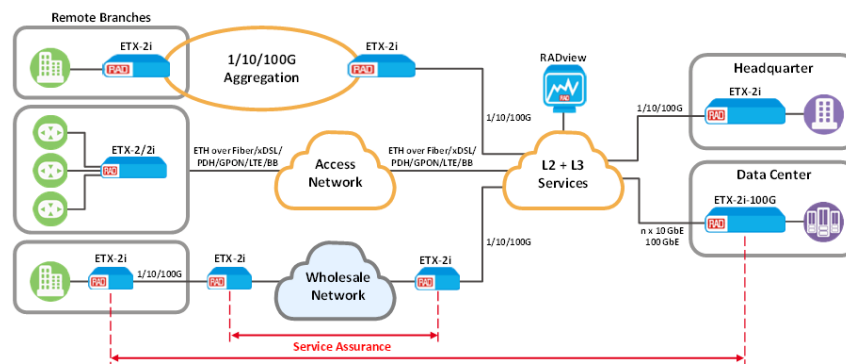 Remote Branches
ETX-2i
RAD
1/10/100G
Aggregation
ETX-2i
RAD
1/10/100G
RADview
RAD
Headquarter
ETX-2i
RAD
1/10/100G
ETX-2/2i
RAD
ETH over Fiber/xDSL/
PDH/GPON/LTE/BB
Access
Network
ETH over Fiber/xDSL/
PDH/GPON/LTE/BB
L2 + L3
Services
Data Center
ETX-2i-100G
RAD
n x 10 GbE
100 GbE
ETX-2i
RAD
1/10/100G
ETX-2i
RAD
Wholesale
Network
ETX-2i
RAD
1/10/100G
Service Assurance